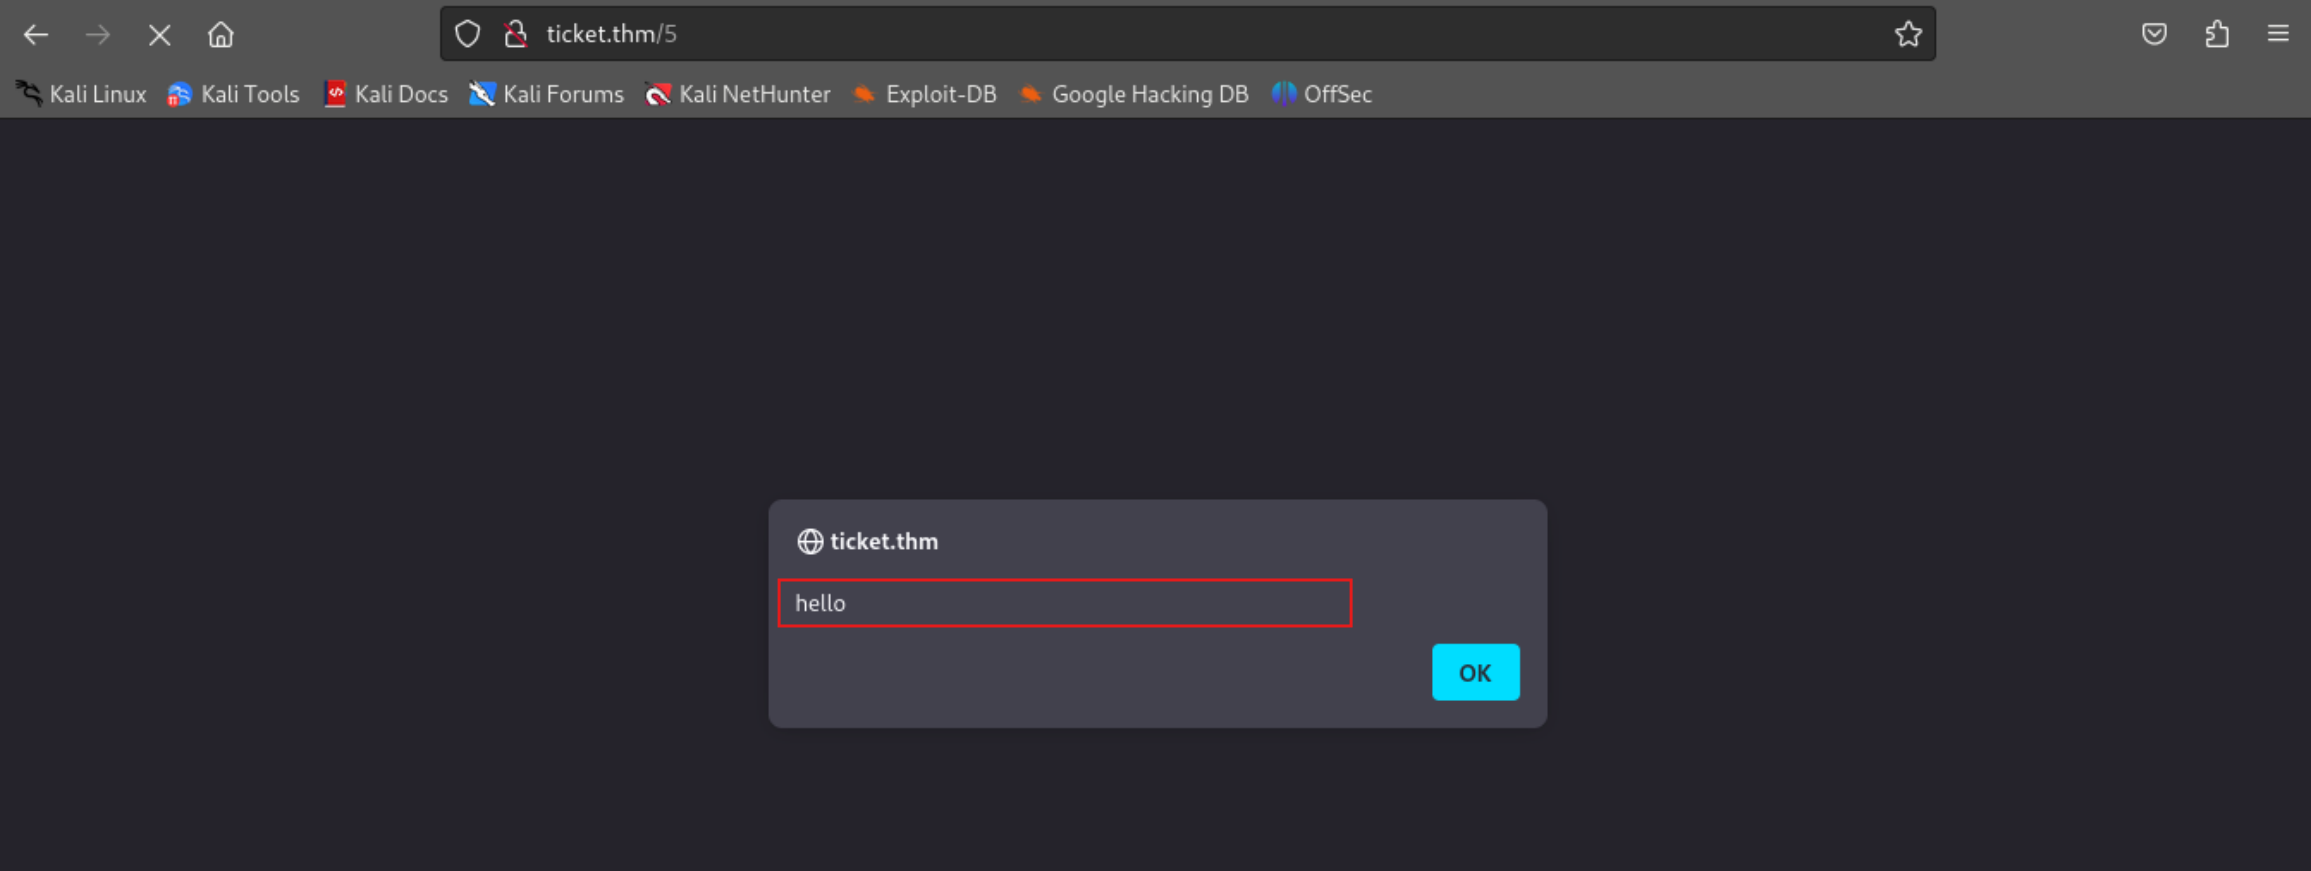 ticket.thm/5
Kali Linux Kali Tools Kali Docs Kali Forums Kali NetHunter Exploit-DB Google Hacking DB OffSec
ticket.thm
hello
OK